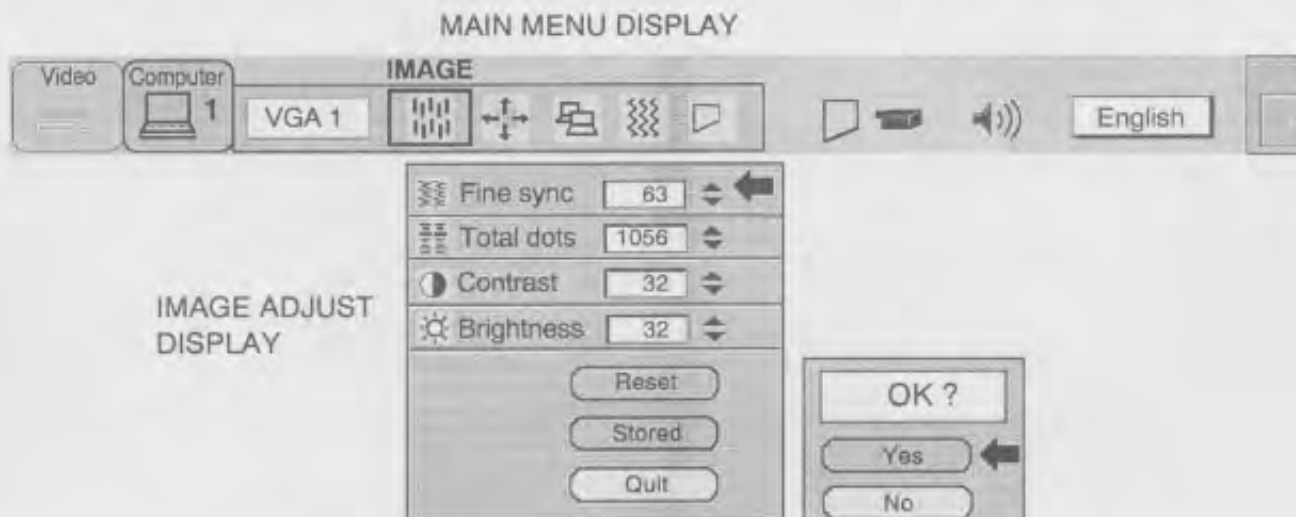 MAIN MENU DISPLAY
Video
Computer
1
VGA 1
IMAGE
English
Fine sync 63
Total dots 1056
Contrast 32
Brightness 32
IMAGE ADJUST
DISPLAY
Reset
Stored
Quit
OK ?
Yes
No